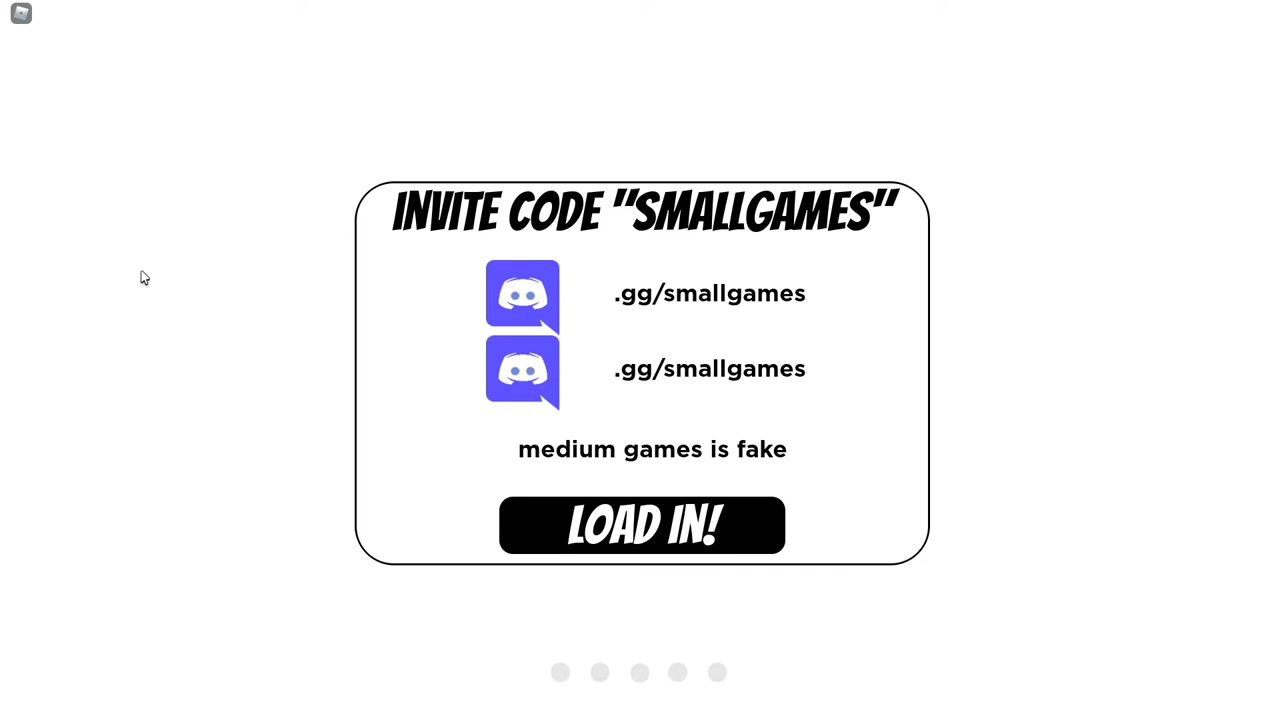 INVITE CODE "SMALLGAMES"
.gg/smallgames
.gg/smallgames
medium games is fake
LOAD IN!